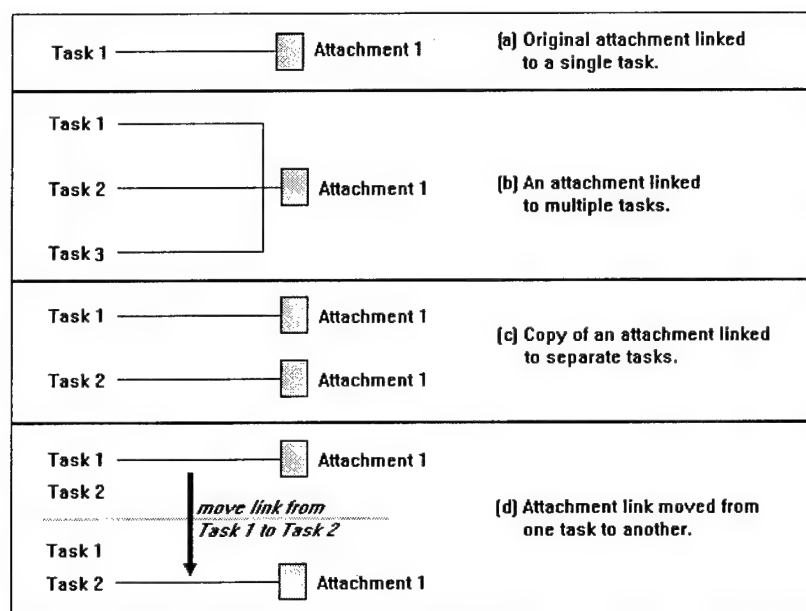 Task 1
Attachment 1
(a) Original attachment linked
to a single task.
Task 1
Task 2
Attachment 1
Task 3
(b) An attachment linked
to multiple tasks.
Task 1
Attachment 1
Task 2
Attachment 1
(c) Copy of an attachment linked
to separate tasks.
Task 1
Attachment 1
Task 2
move link from
Task 1 to Task 2
Task 1
Task 2
Attachment 1
(d) Attachment link moved from
one task to another.